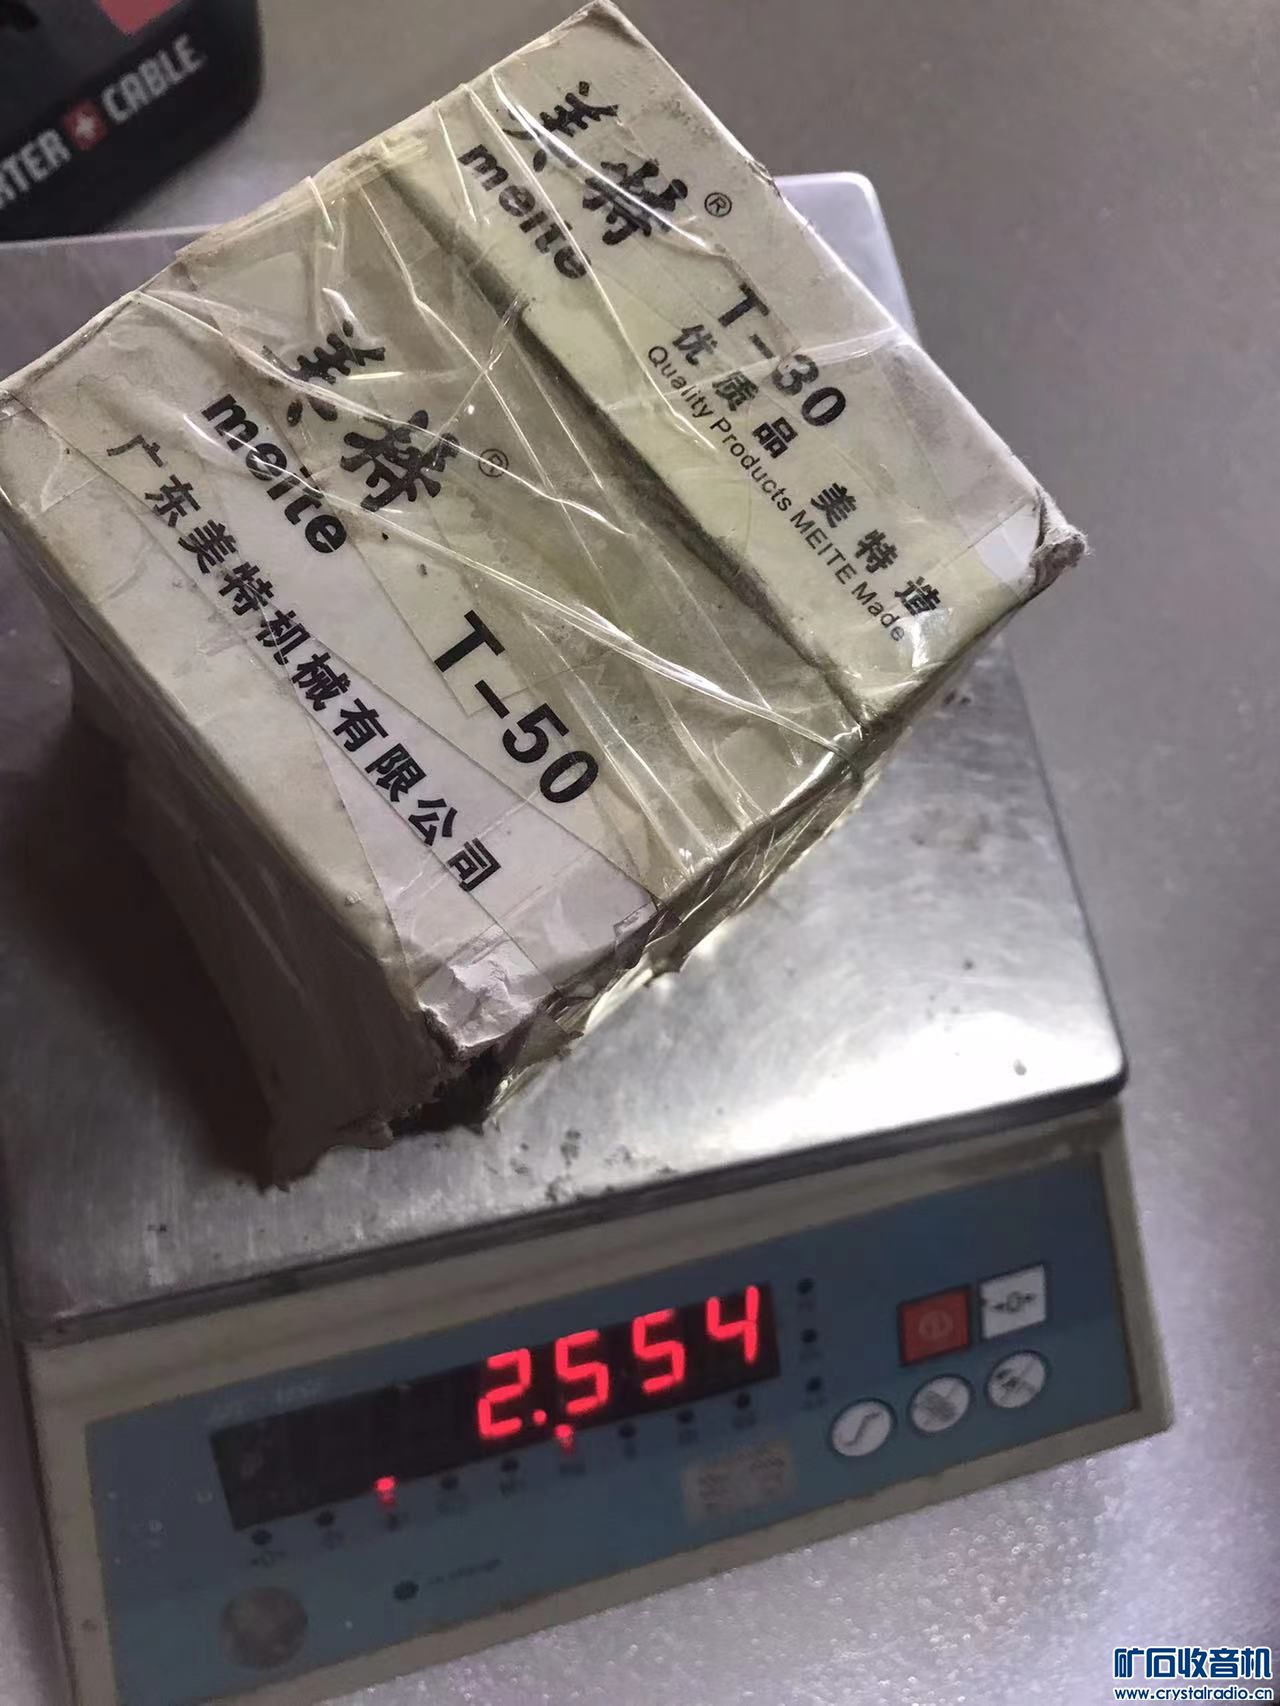 CABLE
美特®
meite
T-30
优质品 美特造
Quality Products MEITE Made
美特®
meite
T-50
广东美特机械有限公司
2.554
矿石收音机
www.crystalradio.cn